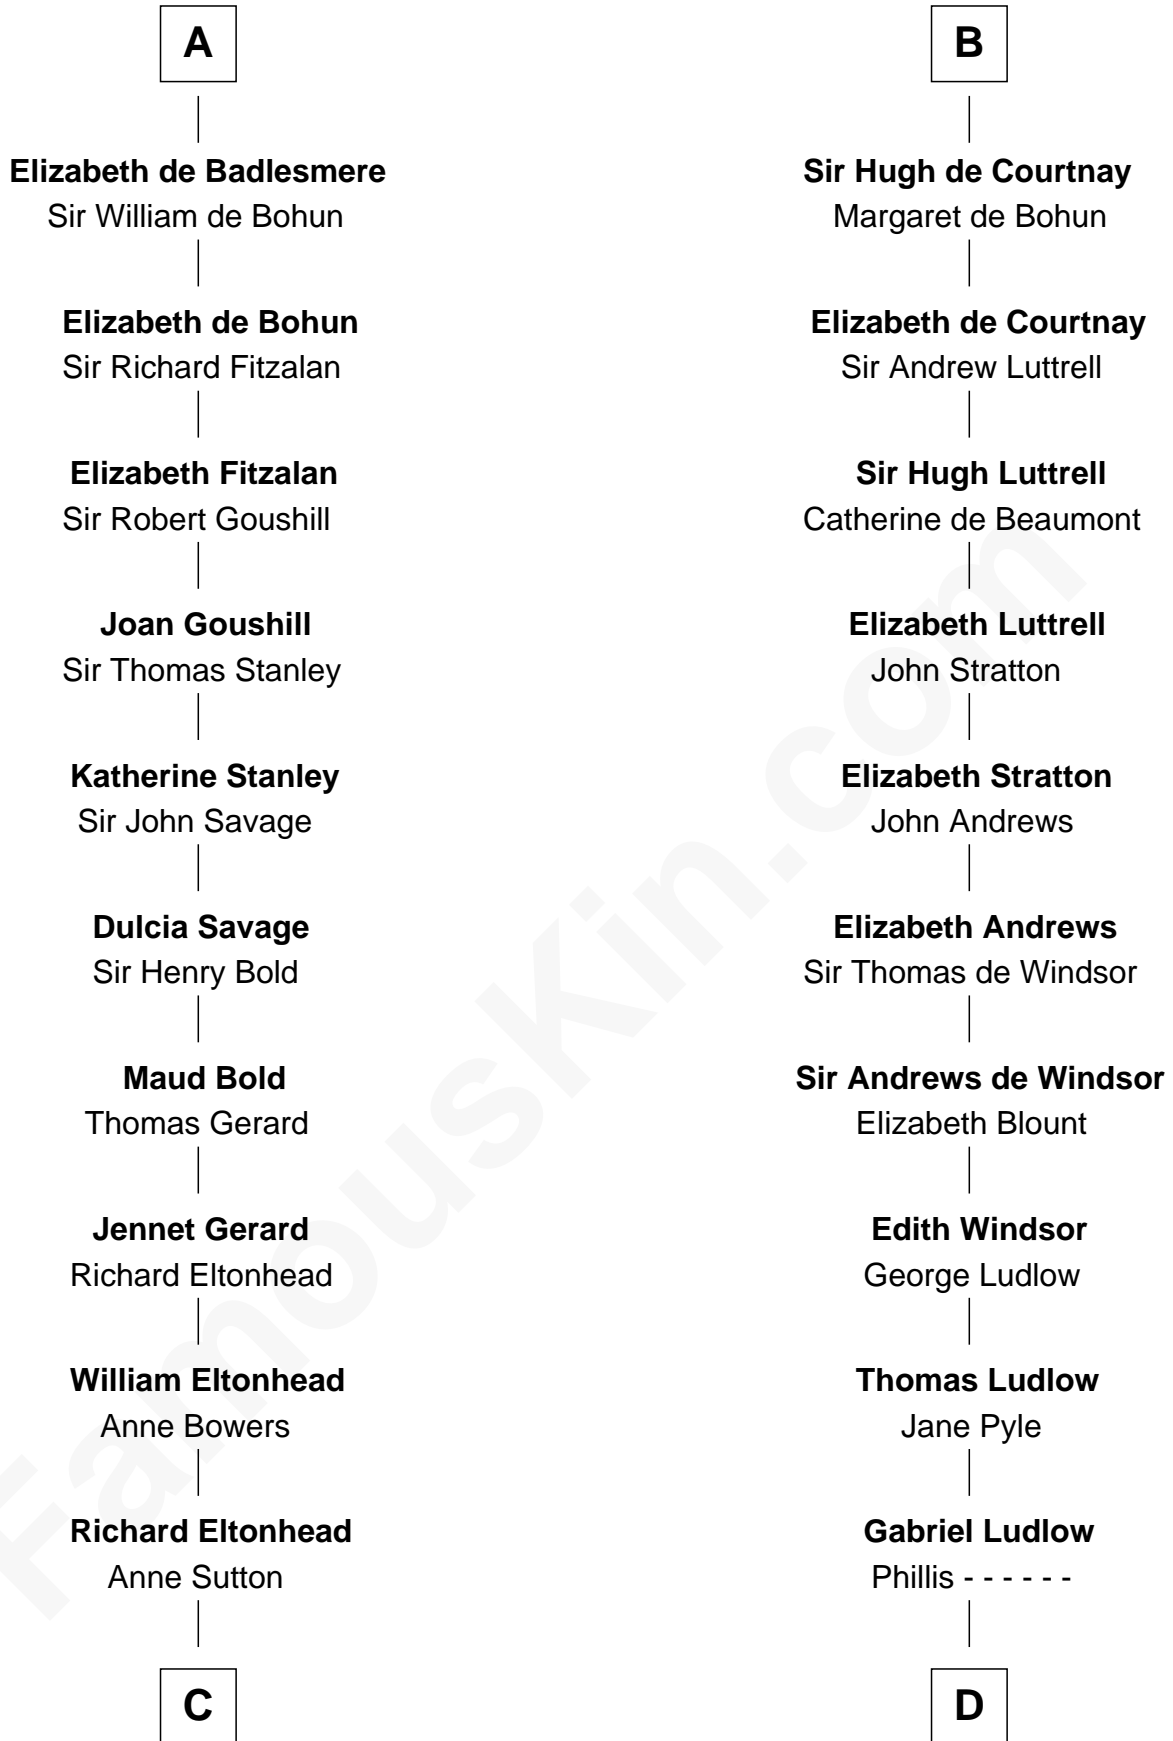 A
Elizabeth de Badlesmere
Sir William de Bohun
Elizabeth de Bohun
Sir Richard Fitzalan
Elizabeth Fitzalan
Sir Robert Goushill
Joan Goushill
Sir Thomas Stanley
Katherine Stanley
Sir John Savage
Dulcia Savage
Sir Henry Bold
Maud Bold
Thomas Gerard
Jennet Gerard
Richard Eltonhead
William Eltonhead
Anne Bowers
Richard Eltonhead
Anne Sutton
C
B
Sir Hugh de Courtnay
Margaret de Bohun
Elizabeth de Courtnay
Sir Andrew Luttrell
Sir Hugh Luttrell
Catherine de Beaumont
Elizabeth Luttrell
John Stratton
Elizabeth Stratton
John Andrews
Elizabeth Andrews
Sir Thomas de Windsor
Sir Andrews de Windsor
Elizabeth Blount
Edith Windsor
George Ludlow
Thomas Ludlow
Jane Pyle
Gabriel Ludlow
Phillis - - - - - -
D
FamousKin.com